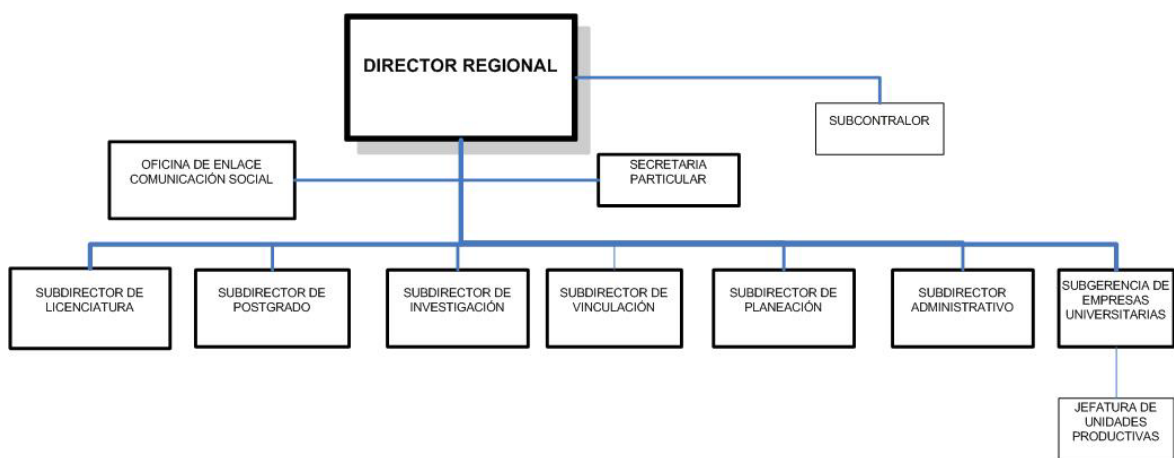 DIRECTOR REGIONAL
SUBCONTRALOR
OFICINA DE ENLACE
COMUNICACIÓN SOCIAL
SECRETARIA
PARTICULAR
SUBDIRECTOR DE
LICENCIATURA
SUBDIRECTOR DE
POSTGRADO
SUBDIRECTOR DE
INVESTIGACIÓN
SUBDIRECTOR DE
VINCULACIÓN
SUBDIRECTOR DE
PLANEACIÓN
SUBDIRECTOR
ADMINISTRATIVO
SUBGERENCIA DE
EMPRESAS
UNIVERSITARIAS
JEFATURA DE
UNIDADES
PRODUCTIVAS